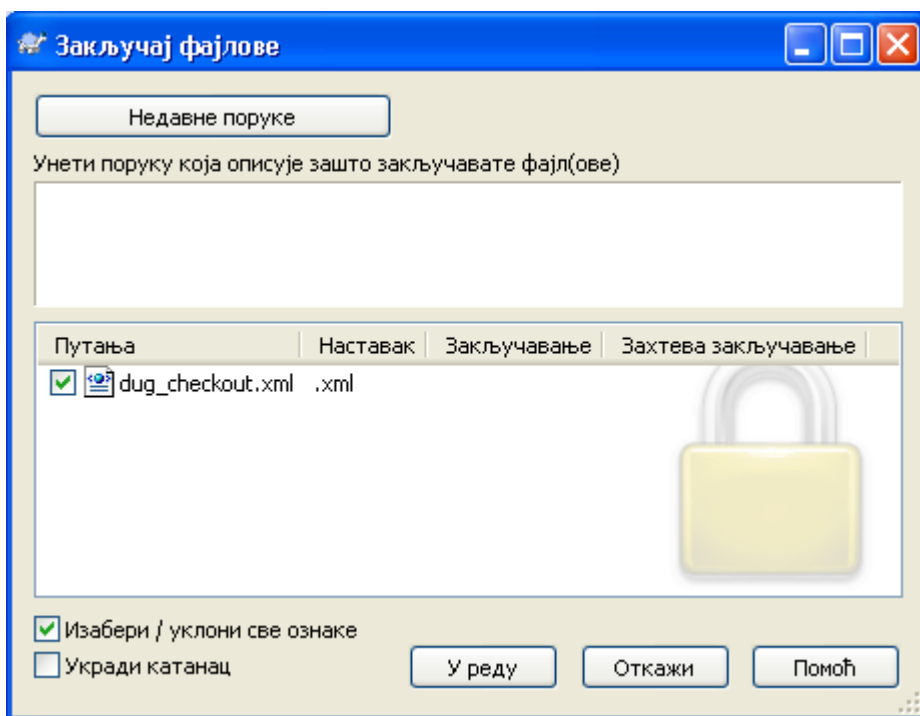 Закључај фајлове
Недавне поруке
Унети поруку која описује зашто закључавате фајл(ове)
Путања Наставак Закључавање Захтева закључавање
dug_checkout.xml .xml
Изабери / уклони све ознаке
Укради катанац У реду Откажи Помоћ